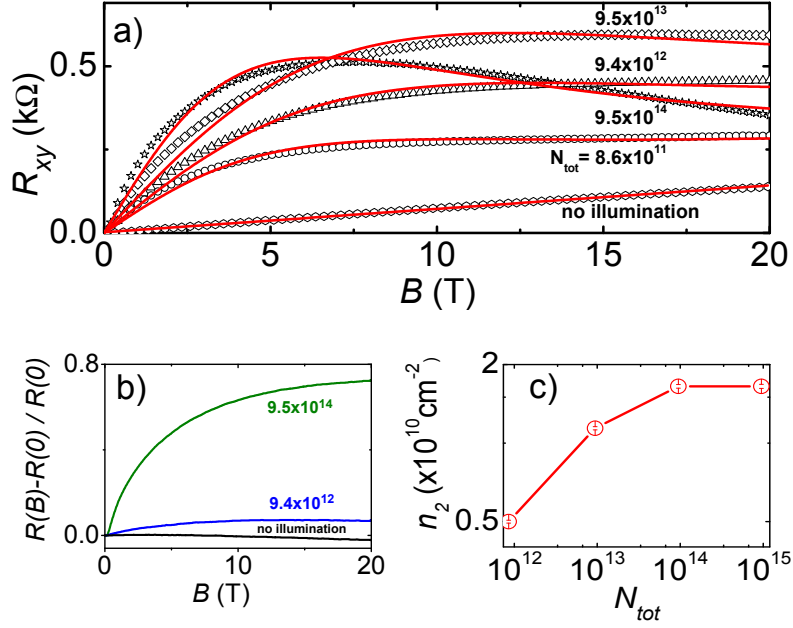 a)
R_xy (kΩ)
0.5
0.0
9.5x10^13
9.4x10^12
9.5x10^14
N_tot= 8.6x10^11
no illumination
0 5 10 15 20
B (T)
b)
R(B)-R(0) / R(0)
0.8
0.0
9.5x10^14
9.4x10^12
no illumination
0 10 20
B (T)
c)
n_2 (x10^10cm^-2)
2
0.5
10^12 10^13 10^14 10^15
N_tot